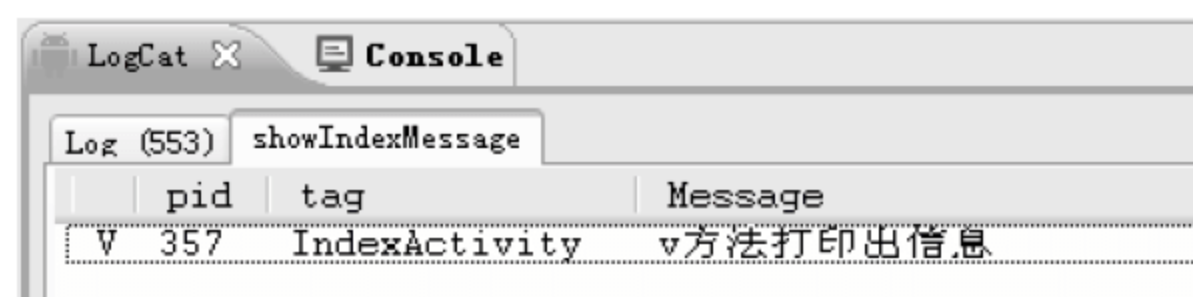 LogCat Console
Log (553) showIndexMessage
pid tag Message
V 357 IndexActivity v方法打印出信息